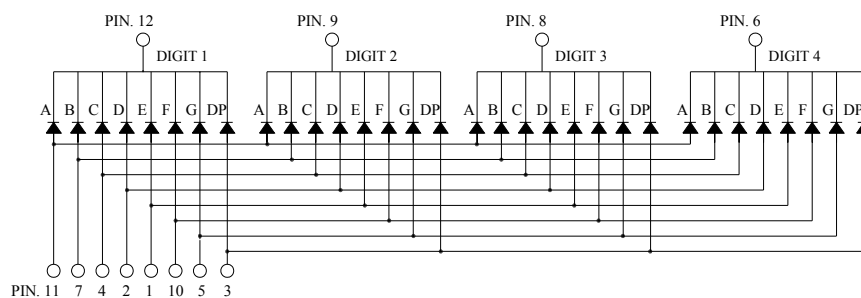 PIN. 12 PIN. 9 PIN. 8 PIN. 6
DIGIT 1 DIGIT 2 DIGIT 3 DIGIT 4
A B C D E F G DP A B C D E F G DP A B C D E F G DP A B C D E F G DP
PIN. 11 7 4 2 1 10 5 3